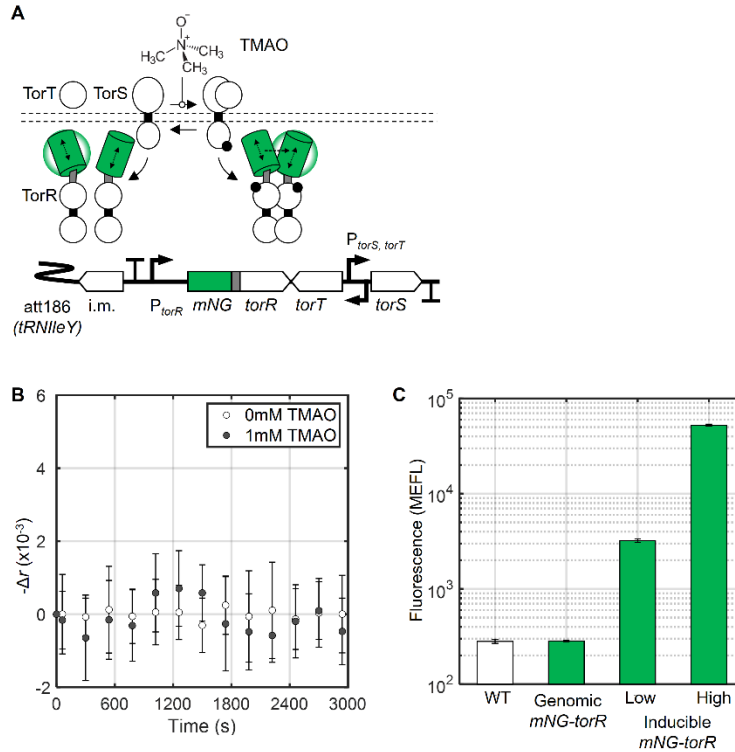 A
O⁻
N⁺
H₃C
CH₃
CH₃
TMAO
TorT
TorS
TorR
P_torS, torT
att186
(tRNIleY)
i.m.
P_torR
mNG
torR
torT
torS
B
-Δr (x10⁻³)
6
4
2
0
-2
0mM TMAO
1mM TMAO
0 600 1200 1800 2400 3000
Time (s)
C
Fluorescence (MEFL)
10⁵
10⁴
10³
10²
WT
Genomic
mNG-torR
Low
High
Inducible
mNG-torR